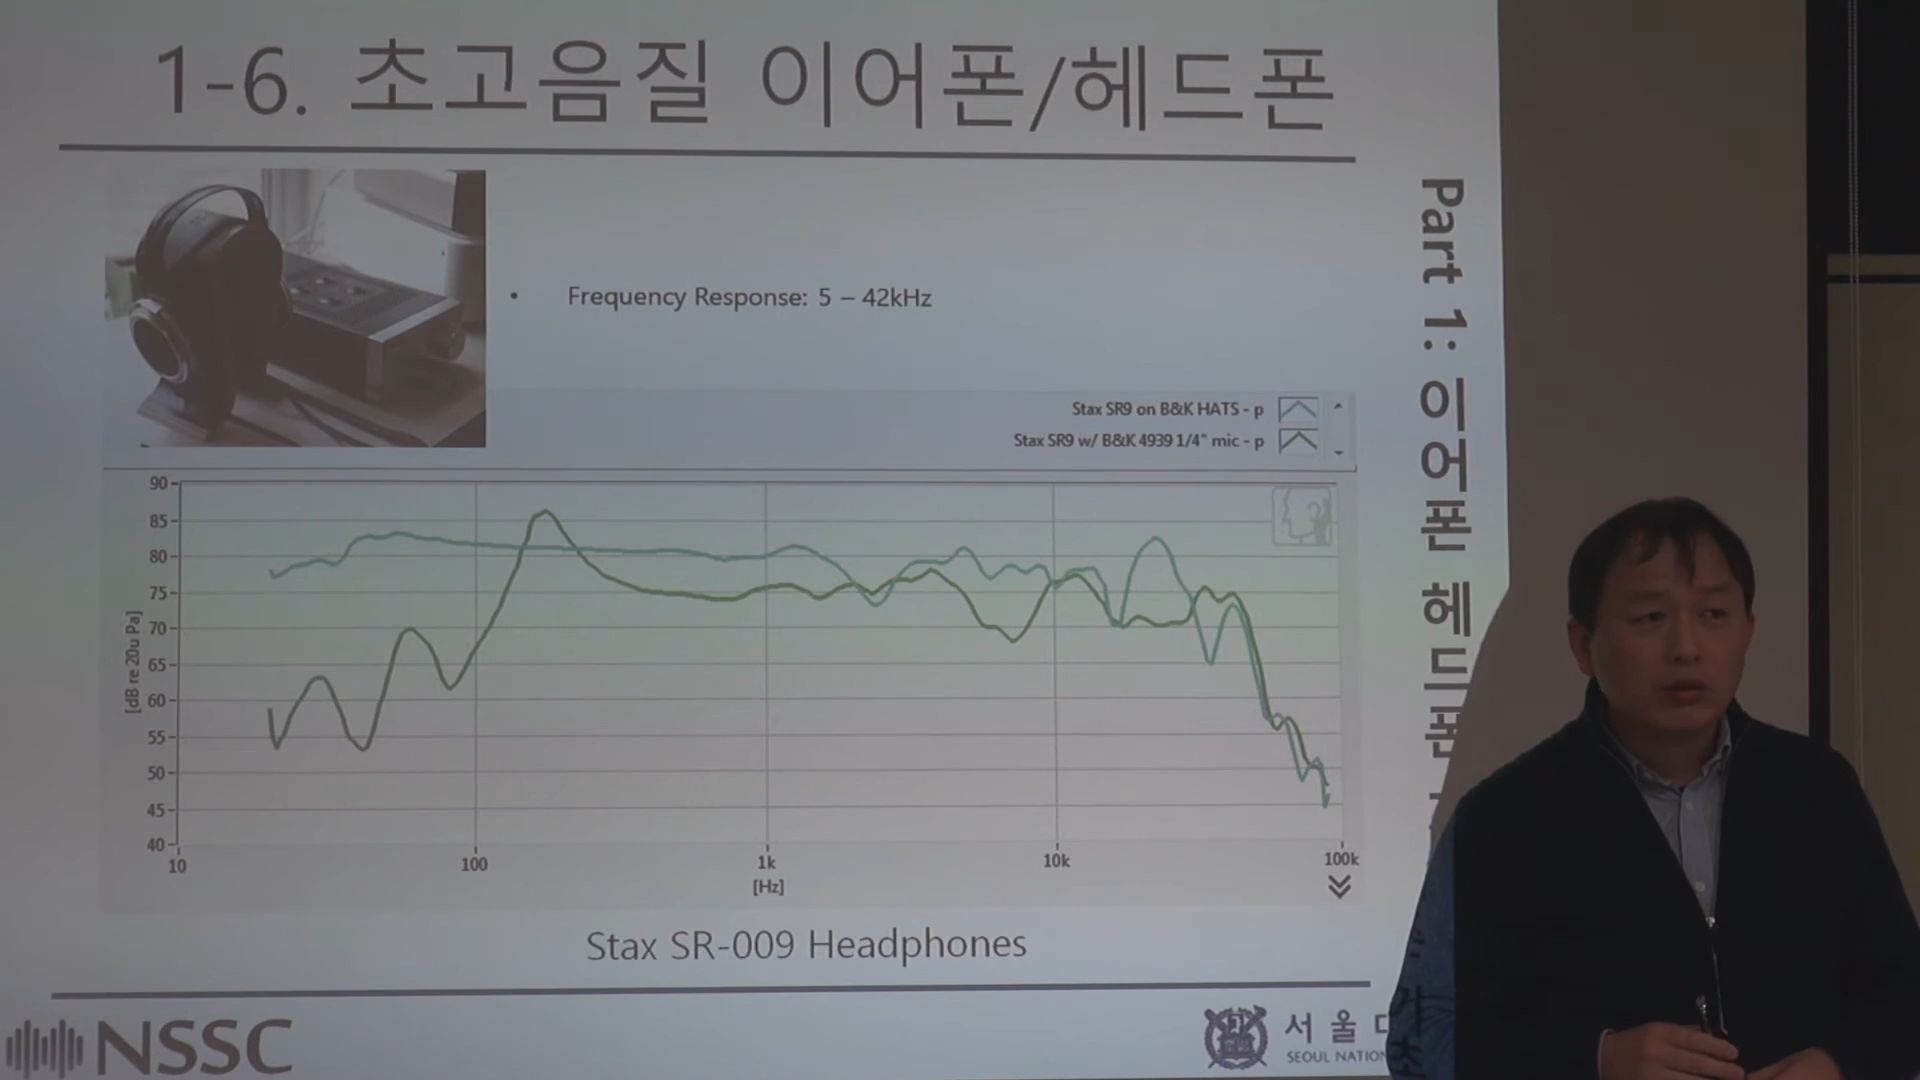 1-6. 초고음질 이어폰/헤드폰
• Frequency Response: 5 – 42kHz
Stax SR9 on B&K HATS - p
Stax SR9 w/ B&K 4939 1/4" mic - p
90
85
80
75
70
65
60
55
50
45
40
[dB re 20u Pa]
10
100
1k
10k
100k
[Hz]
Stax SR-009 Headphones
NSSC
서울
SEOUL NATION
Part 1: 이어폰 헤드폰